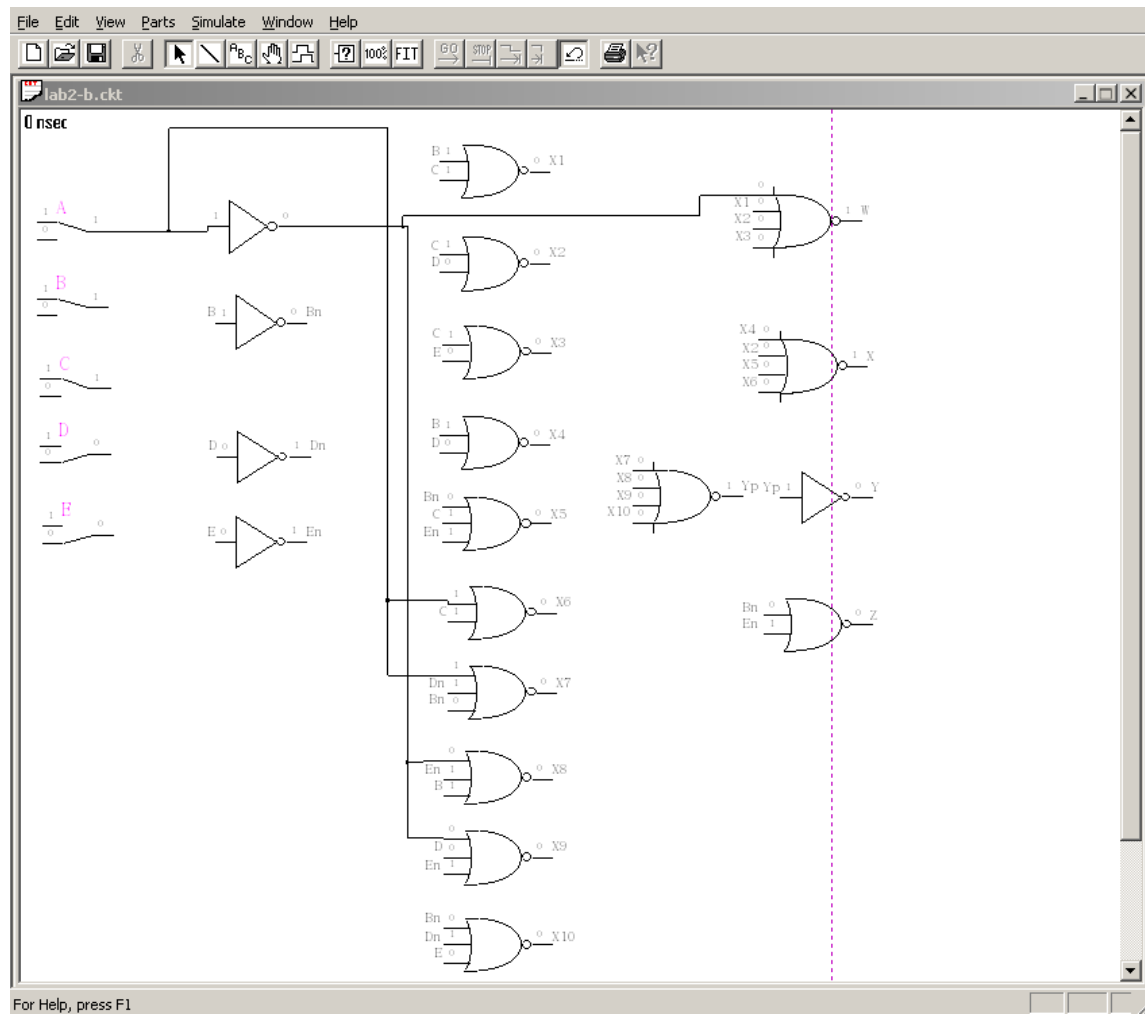 File Edit View Parts Simulate Window Help
ABC 100% FIT GO STOP
lab2-b.ckt
0 nsec
1 A 1
0
1 0
B 1 0 X1
C 1
0
X1 0
X2 0
X3 0
1 W
C 1 0 X2
D 0
1 B 1
0
B 1 0 Bn
C 1 0 X3
E 0
X4 0
X2 0
X5 0
X6 0
1 X
1 C 1
0
1 D 0
0
D 0 1 Dn
B 1 0 X4
D 0
X7 0
X8 0
X9 0
X10 0
1 Yp Yp 1 0 Y
1 E 0
0
E 0 1 En
Bn 0
C 1 0 X5
En 1
1 0 X6
C 1
Bn 0 0 Z
En 1
1
Dn 1 0 X7
Bn 0
0
En 1 0 X8
B 1
0
D 0 0 X9
En 1
Bn 0
Dn 1 0 X10
E 0
For Help, press F1